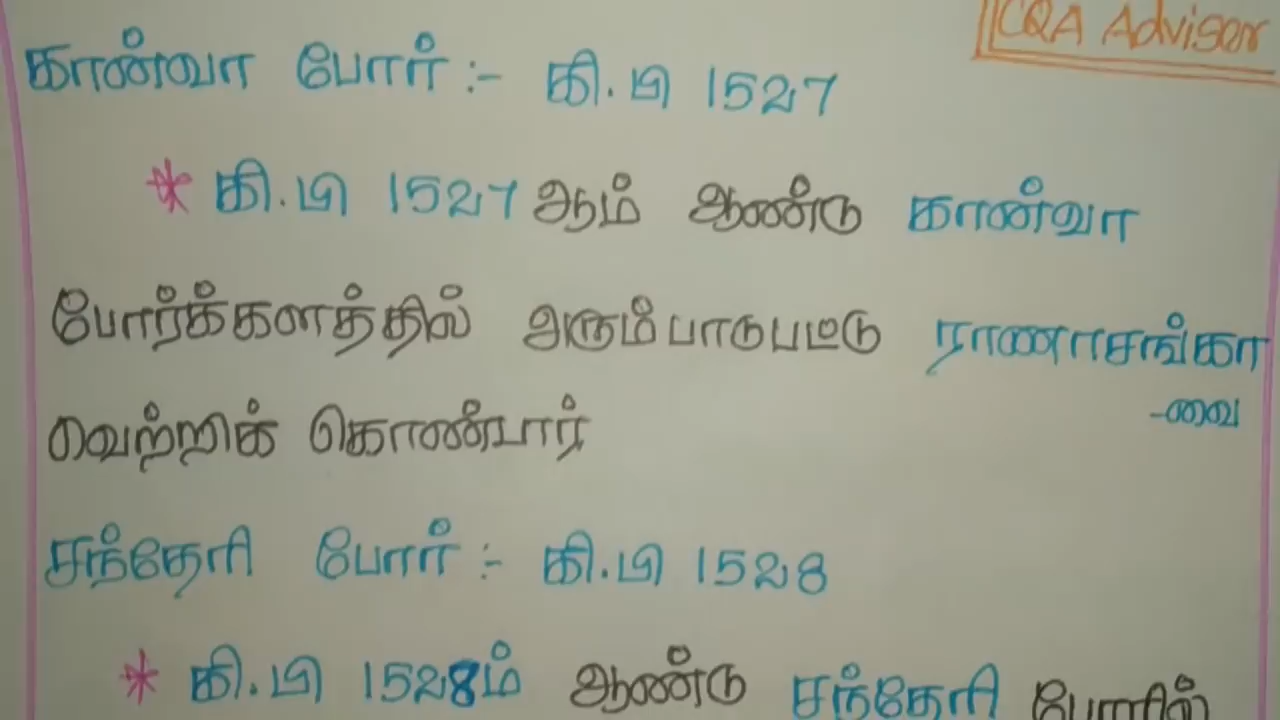 CQA Advisor
கான்வா போர் :- கி.பி 1527
* கி.பி 1527 ஆம் ஆண்டு கான்வா
போர்க்களத்தில் அரும்பாடுபட்டு ராணாசங்கா
-வை
வெற்றிக் கொண்டார்
சந்தேரி போர் :- கி.பி 1528
* கி.பி 1528ம் ஆண்டு சந்தேரி போரில்